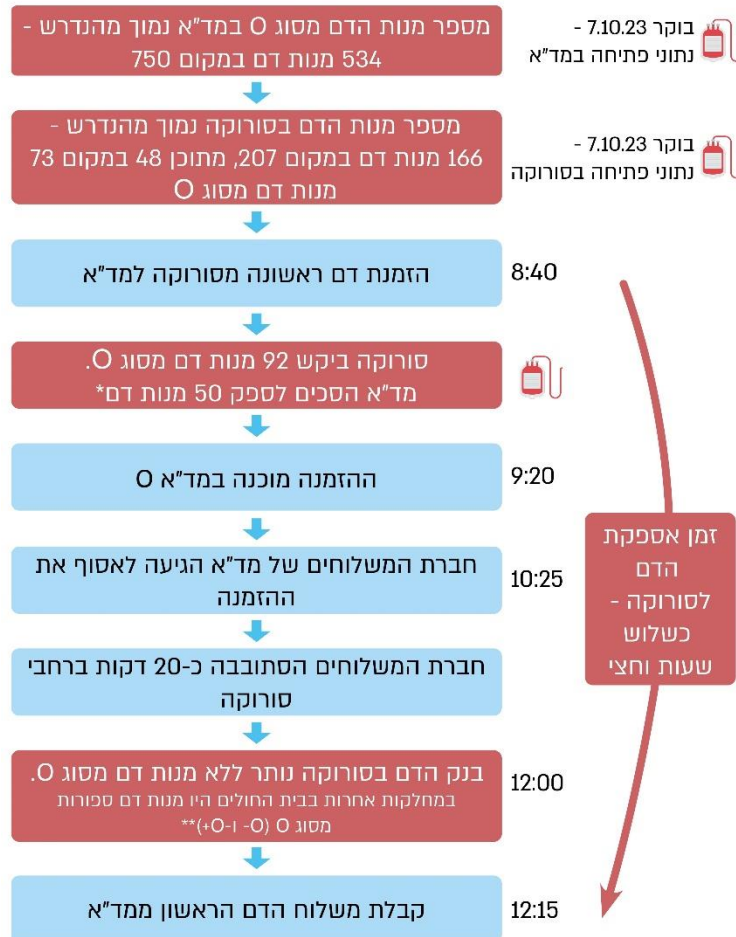 מספר מנות הדם מסוג O במד"א נמוך מהנדרש -
534 מנות דם במקום 750
בוקר 7.10.23 -
נתוני פתיחה במד"א
מספר מנות הדם בסורוקה נמוך מהנדרש -
166 מנות דם במקום 207, מתוכן 48 במקום 73
מנות דם מסוג O
בוקר 7.10.23 -
נתוני פתיחה בסורוקה
הזמנת דם ראשונה מסורוקה למד"א
8:40
סורוקה ביקש 92 מנות דם מסוג O.
מד"א הסכים לספק 50 מנות דם*
ההזמנה מוכנה במד"א O
9:20
חברת המשלוחים של מד"א הגיעה לאסוף את
ההזמנה
10:25
חברת המשלוחים הסתובבה כ-20 דקות ברחבי
סורוקה
בנק הדם בסורוקה נותר ללא מנות דם מסוג O.
במחלקות אחרות בבית החולים היו מנות דם ספורות
מסוג O (O- ו-O+)**
12:00
קבלת משלוח הדם הראשון ממד"א
12:15
זמן אספקת
הדם
לסורוקה -
כשלוש
שעות וחצי